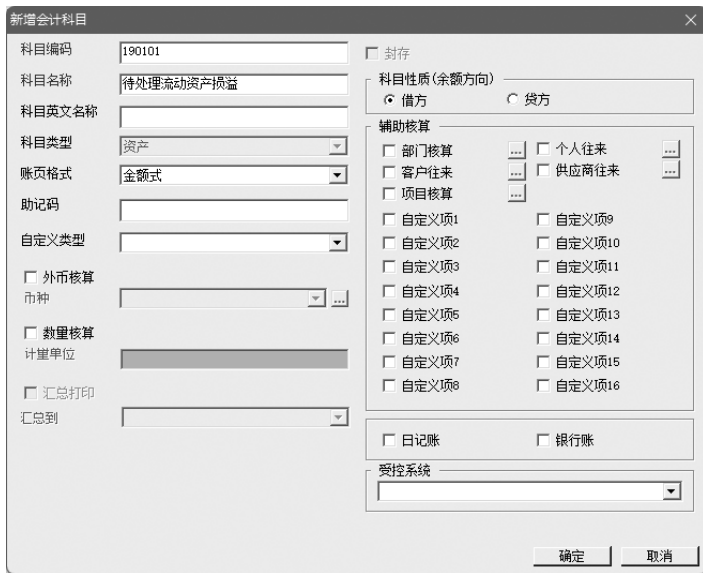 新增会计科目
科目编码 190101
科目名称 待处理流动资产损溢
科目英文名称
科目类型 资产
账页格式 金额式
助记码
自定义类型
外币核算
币种 ...
数量核算
计量单位
汇总打印
汇总到
封存
科目性质(余额方向)
借方 贷方
辅助核算
部门核算 ... 个人往来 ...
客户往来 ... 供应商往来 ...
项目核算 ...
自定义项1 自定义项9
自定义项2 自定义项10
自定义项3 自定义项11
自定义项4 自定义项12
自定义项5 自定义项13
自定义项6 自定义项14
自定义项7 自定义项15
自定义项8 自定义项16
日记账 银行账
受控系统
确定 取消